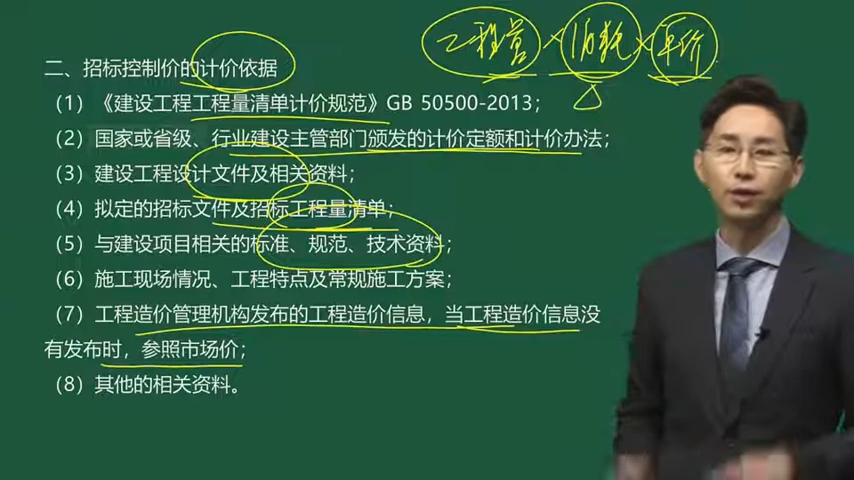 工程量×消耗×单价
二、招标控制价的计价依据
（1）《建设工程工程量清单计价规范》GB 50500-2013；
（2）国家或省级、行业建设主管部门颁发的计价定额和计价办法；
（3）建设工程设计文件及相关资料；
（4）拟定的招标文件及招标工程量清单；
（5）与建设项目相关的标准、规范、技术资料；
（6）施工现场情况、工程特点及常规施工方案；
（7）工程造价管理机构发布的工程造价信息，当工程造价信息没
有发布时，参照市场价；
（8）其他的相关资料。